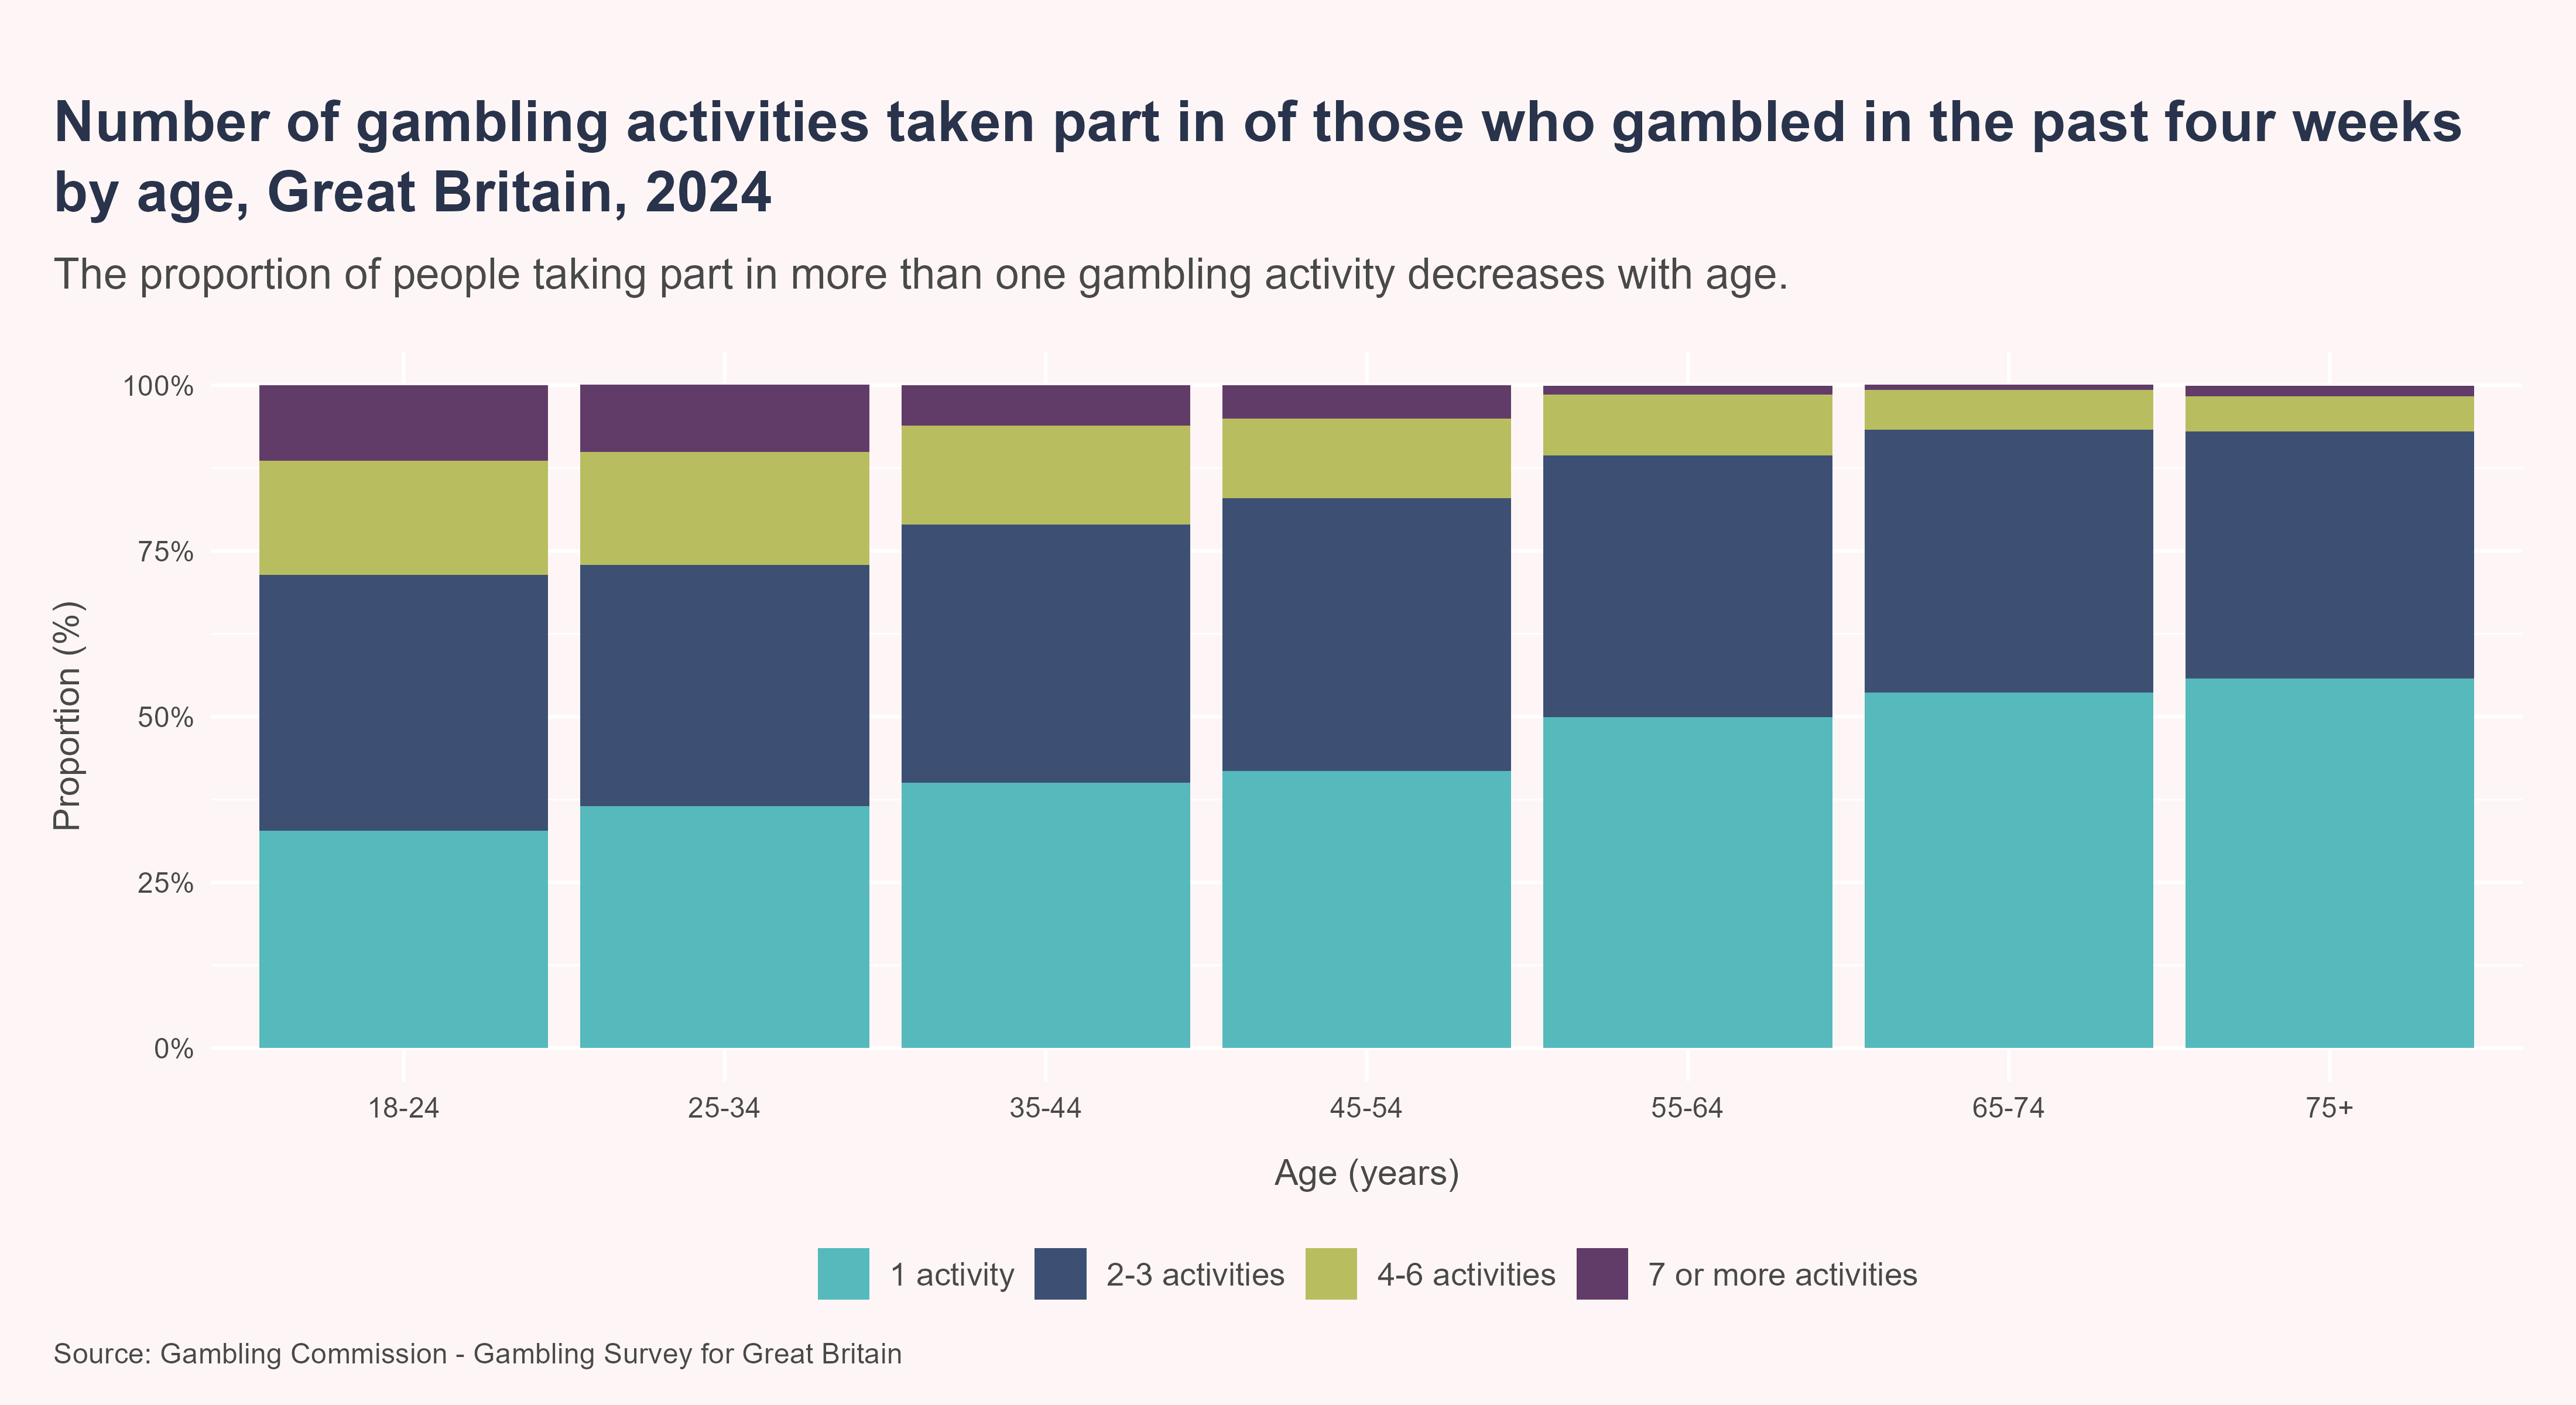 Number of gambling activities taken part in of those who gambled in the past four weeks
by age, Great Britain, 2024
The proportion of people taking part in more than one gambling activity decreases with age.
Proportion (%)
100%
75%
50%
25%
0%
18-24
25-34
35-44
45-54
55-64
65-74
75+
Age (years)
1 activity
2-3 activities
4-6 activities
7 or more activities
Source: Gambling Commission - Gambling Survey for Great Britain